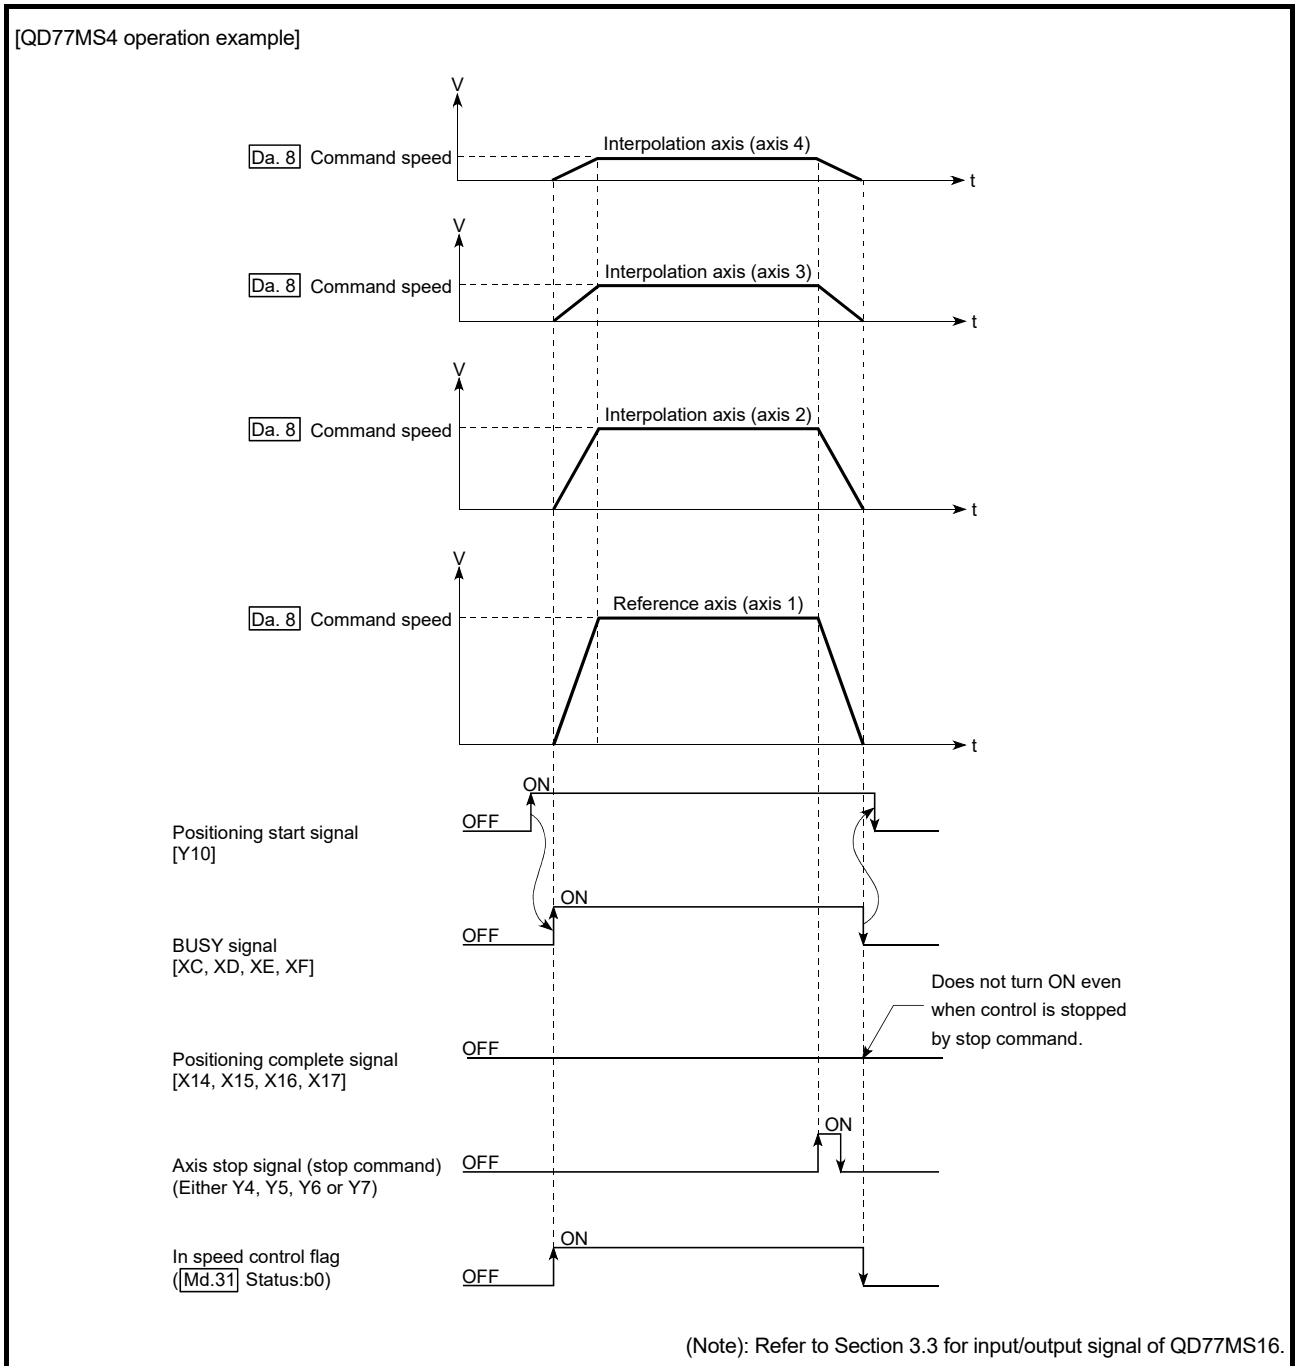 [QD77MS4 operation example]
V
Interpolation axis (axis 4)
Da. 8 Command speed
t
V
Interpolation axis (axis 3)
Da. 8 Command speed
t
V
Interpolation axis (axis 2)
Da. 8 Command speed
t
V
Reference axis (axis 1)
Da. 8 Command speed
t
ON
OFF
Positioning start signal
[Y10]
ON
OFF
BUSY signal
[XC, XD, XE, XF]
Does not turn ON even
when control is stopped
by stop command.
OFF
Positioning complete signal
[X14, X15, X16, X17]
ON
OFF
Axis stop signal (stop command)
(Either Y4, Y5, Y6 or Y7)
ON
In speed control flag
OFF
(Md.31 Status:b0)
(Note): Refer to Section 3.3 for input/output signal of QD77MS16.